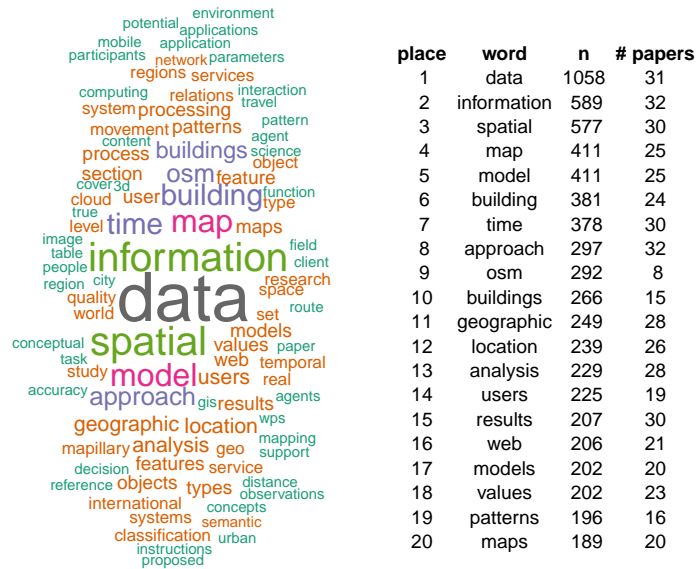 environment
potential
applications
mobile application
participants
network parameters
regions services
computing relations interaction
travel
system processing
pattern
movement patterns
content agent
process buildings science
object
section osm feature
cover 3d building function
cloud user type
true
level time map maps
image
table information field
people client
region city data research
quality space
world set route
models
conceptual spatial values paper
task web temporal
study model users real
accuracy approach gis results agents
geographic location wps
mapping
mapillary analysis geo support
decision features service
reference objects types distance
observations
international concepts
systems semantic
classification urban
instructions
proposed
place word n # papers
1 data 1058 31
2 information 589 32
3 spatial 577 30
4 map 411 25
5 model 411 25
6 building 381 24
7 time 378 30
8 approach 297 32
9 osm 292 8
10 buildings 266 15
11 geographic 249 28
12 location 239 26
13 analysis 229 28
14 users 225 19
15 results 207 30
16 web 206 21
17 models 202 20
18 values 202 23
19 patterns 196 16
20 maps 189 20